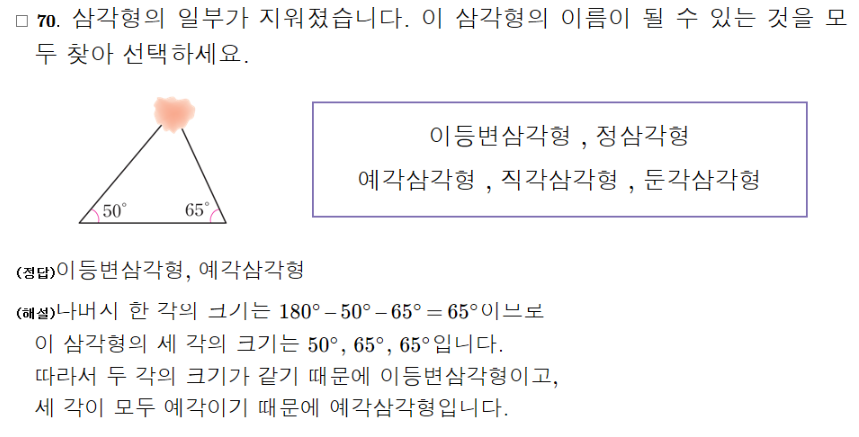 □ 70. 삼각형의 일부가 지워졌습니다. 이 삼각형의 이름이 될 수 있는 것을 모
두 찾아 선택하세요.
50° 65°
이등변삼각형 , 정삼각형
예각삼각형 , 직각삼각형 , 둔각삼각형
(정답)이등변삼각형, 예각삼각형
(해설)나머지 한 각의 크기는 180° – 50° – 65° = 65°이므로
이 삼각형의 세 각의 크기는 50°, 65°, 65°입니다.
따라서 두 각의 크기가 같기 때문에 이등변삼각형이고,
세 각이 모두 예각이기 때문에 예각삼각형입니다.